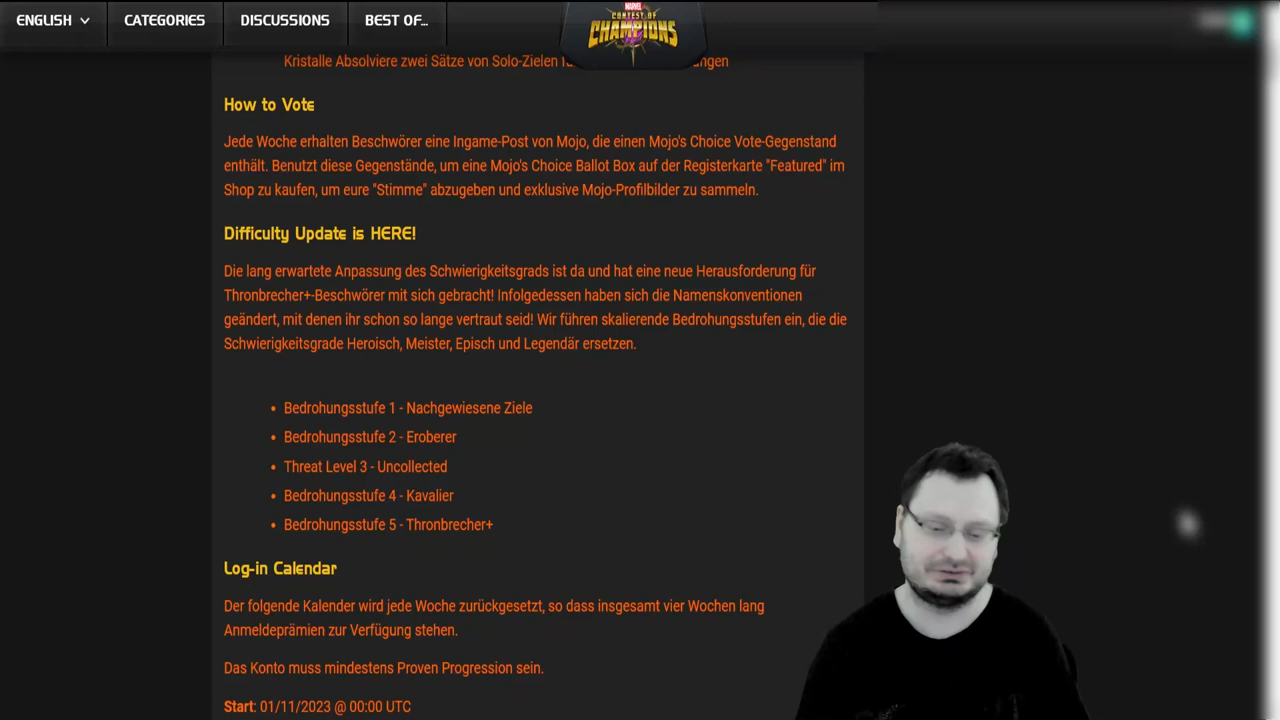 ENGLISH CATEGORIES DISCUSSIONS BEST OF...
MARVEL
CONTEST OF
CHAMPIONS
Kristalle Absolviere zwei Sätze von Solo-Zielen
How to Vote
Jede Woche erhalten Beschwörer eine Ingame-Post von Mojo, die einen Mojo's Choice Vote-Gegenstand
enthält. Benutzt diese Gegenstände, um eine Mojo's Choice Ballot Box auf der Registerkarte "Featured" im
Shop zu kaufen, um eure "Stimme" abzugeben und exklusive Mojo-Profilbilder zu sammeln.
Difficulty Update is HERE!
Die lang erwartete Anpassung des Schwierigkeitsgrads ist da und hat eine neue Herausforderung für
Thronbrecher+-Beschwörer mit sich gebracht! Infolgedessen haben sich die Namenskonventionen
geändert, mit denen ihr schon so lange vertraut seid! Wir führen skalierende Bedrohungsstufen ein, die die
Schwierigkeitsgrade Heroisch, Meister, Episch und Legendär ersetzen.
• Bedrohungsstufe 1 - Nachgewiesene Ziele
• Bedrohungsstufe 2 - Eroberer
• Threat Level 3 - Uncollected
• Bedrohungsstufe 4 - Kavalier
• Bedrohungsstufe 5 - Thronbrecher+
Log-in Calendar
Der folgende Kalender wird jede Woche zurückgesetzt, so dass insgesamt vier Wochen lang
Anmeldeprämien zur Verfügung stehen.
Das Konto muss mindestens Proven Progression sein.
Start: 01/11/2023 @ 00:00 UTC